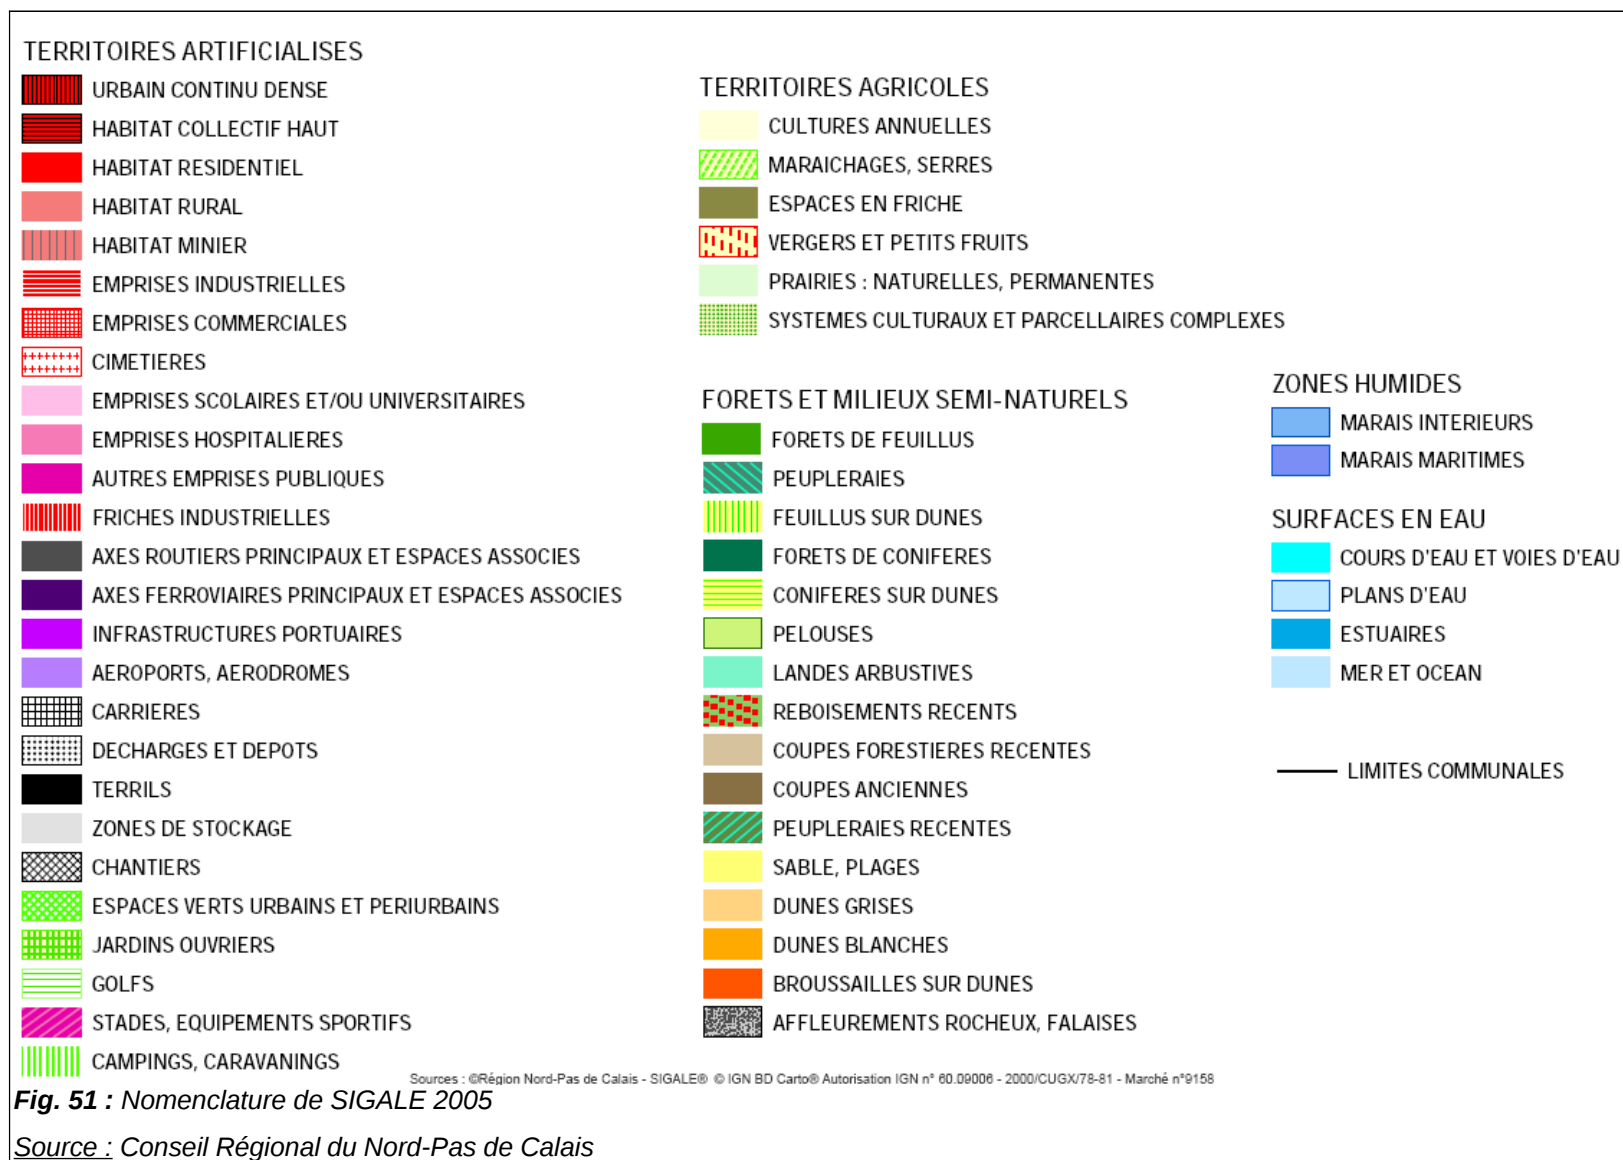 TERRITOIRES ARTIFICIALISES
URBAIN CONTINU DENSE
HABITAT COLLECTIF HAUT
HABITAT RESIDENTIEL
HABITAT RURAL
HABITAT MINIER
EMPRISES INDUSTRIELLES
EMPRISES COMMERCIALES
CIMETIERES
EMPRISES SCOLAIRES ET/OU UNIVERSITAIRES
EMPRISES HOSPITALIERES
AUTRES EMPRISES PUBLIQUES
FRICHES INDUSTRIELLES
AXES ROUTIERS PRINCIPAUX ET ESPACES ASSOCIES
AXES FERROVIAIRES PRINCIPAUX ET ESPACES ASSOCIES
INFRASTRUCTURES PORTUAIRES
AEROPORTS, AERODROMES
CARRIERES
DECHARGES ET DEPOTS
TERRILS
ZONES DE STOCKAGE
CHANTIERS
ESPACES VERTS URBAINS ET PERIURBAINS
JARDINS OUVRIERS
GOLFS
STADES, EQUIPEMENTS SPORTIFS
CAMPINGS, CARAVANINGS
TERRITOIRES AGRICOLES
CULTURES ANNUELLES
MARAICHAGES, SERRES
ESPACES EN FRICHE
VERGERS ET PETITS FRUITS
PRAIRIES : NATURELLES, PERMANENTES
SYSTEMES CULTURAUX ET PARCELLAIRES COMPLEXES
FORETS ET MILIEUX SEMI-NATURELS
FORETS DE FEUILLUS
PEUPLERAIES
FEUILLUS SUR DUNES
FORETS DE CONIFERES
CONIFERES SUR DUNES
PELOUSES
LANDES ARBUSTIVES
REBOISEMENTS RECENTS
COUPES FORESTIERES RECENTES
COUPES ANCIENNES
PEUPLERAIES RECENTES
SABLE, PLAGES
DUNES GRISES
DUNES BLANCHES
BROUSSAILLES SUR DUNES
AFFLEUREMENTS ROCHEUX, FALAISES
ZONES HUMIDES
MARAIS INTERIEURS
MARAIS MARITIMES
SURFACES EN EAU
COURS D'EAU ET VOIES D'EAU
PLANS D'EAU
ESTUAIRES
MER ET OCEAN
LIMITES COMMUNALES
Sources : ©Région Nord-Pas de Calais - SIGALE® © IGN BD Carto® Autorisation IGN n° 60.09006 - 2000/CUGX/78-81 - Marché n°9158
Fig. 51 : Nomenclature de SIGALE 2005
Source : Conseil Régional du Nord-Pas de Calais